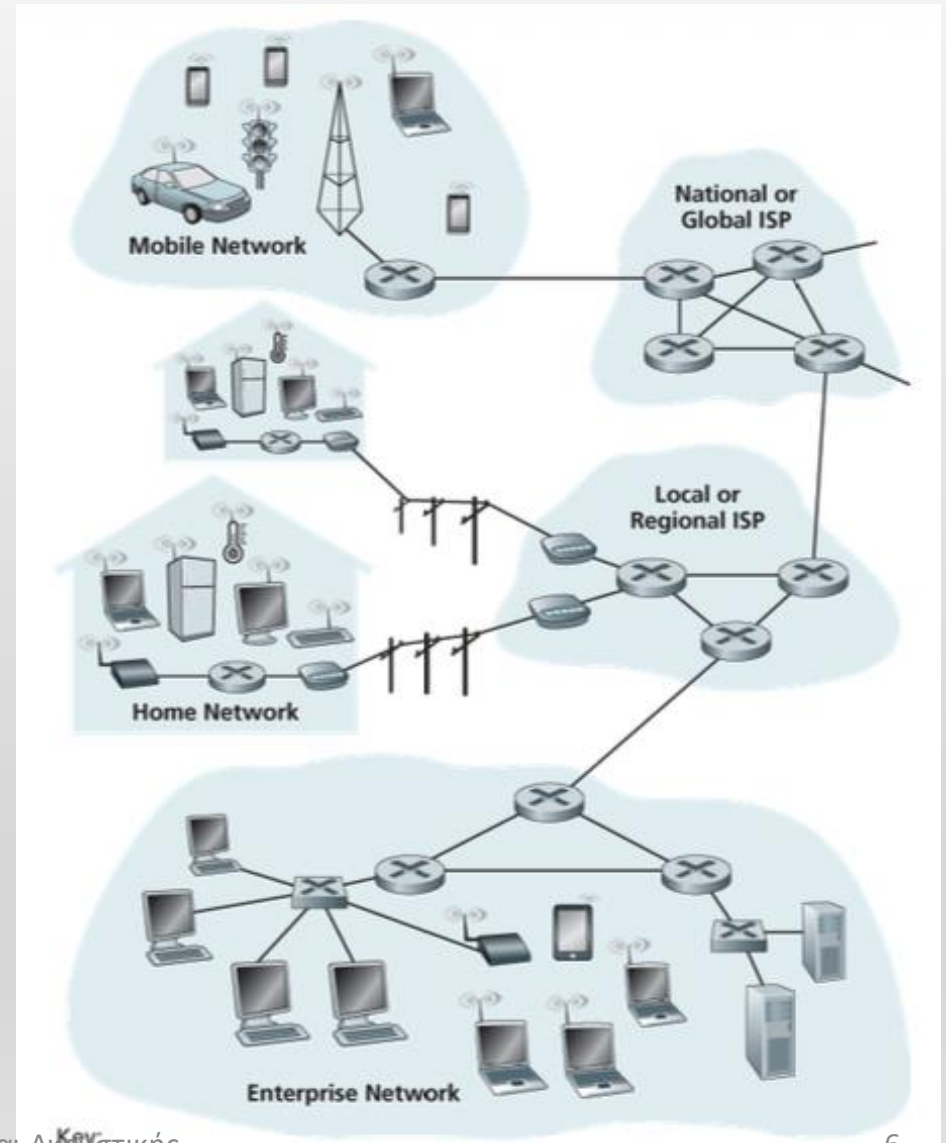 National or
Global ISP
Mobile Network
Local or
Regional ISP
Home Network
Enterprise Network
Key:
6